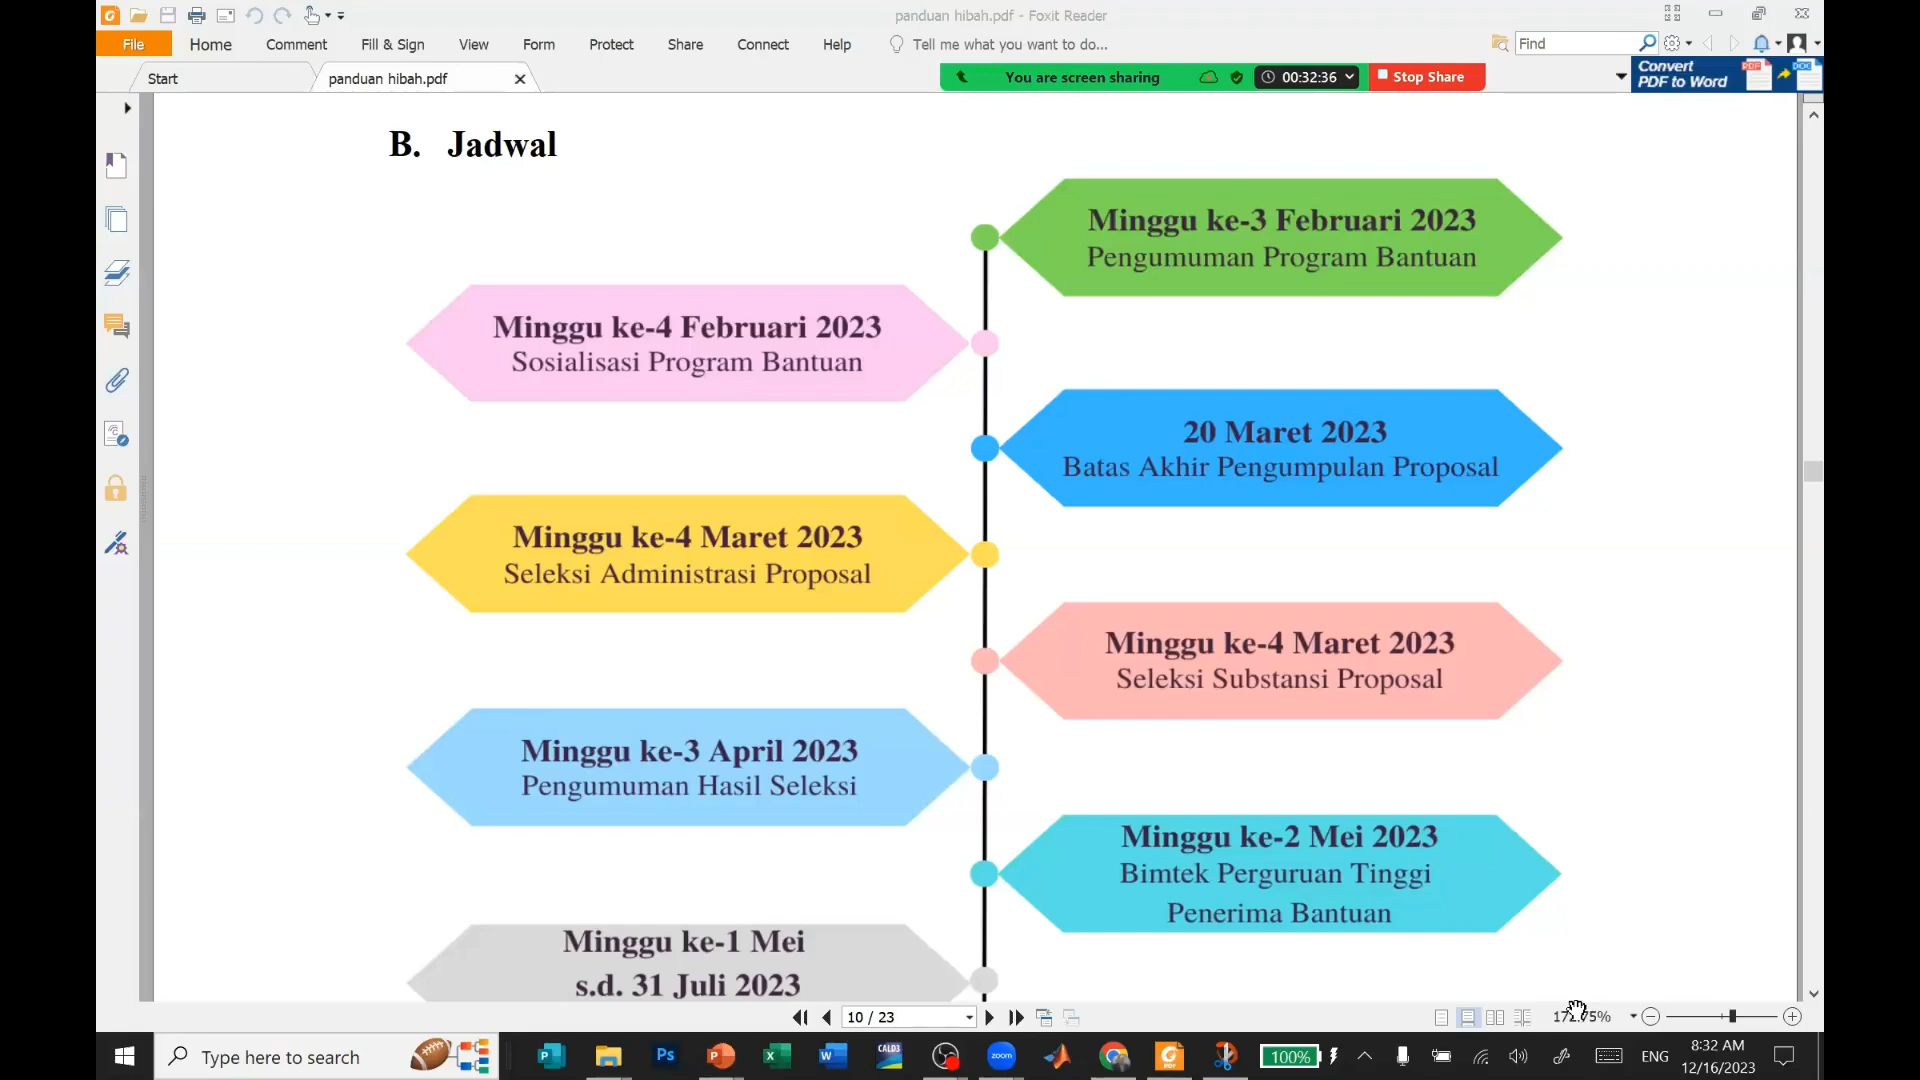 panduan hibah.pdf - Foxit Reader
File Home Comment Fill & Sign View Form Protect Share Connect Help Tell me what you want to do... Find
Start panduan hibah.pdf You are screen sharing 00:32:36 Stop Share Convert
PDF to Word
B. Jadwal
Minggu ke-3 Februari 2023
Pengumuman Program Bantuan
Minggu ke-4 Februari 2023
Sosialisasi Program Bantuan
20 Maret 2023
Batas Akhir Pengumpulan Proposal
Minggu ke-4 Maret 2023
Seleksi Administrasi Proposal
Minggu ke-4 Maret 2023
Seleksi Substansi Proposal
Minggu ke-3 April 2023
Pengumuman Hasil Seleksi
Minggu ke-2 Mei 2023
Bimtek Perguruan Tinggi
Penerima Bantuan
Minggu ke-1 Mei
s.d. 31 Juli 2023
10 / 23
Type here to search
CALD3
zoom
100%
ENG
8:32 AM
12/16/2023